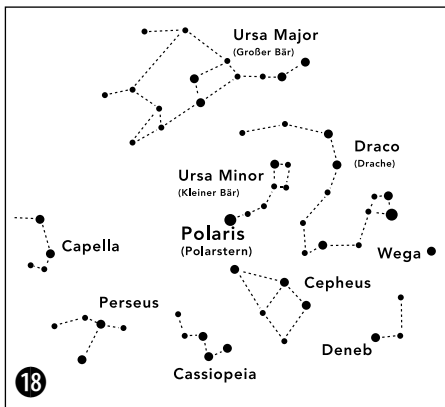 Ursa Major
(Großer Bär)
Draco
(Drache)
Ursa Minor
(Kleiner Bär)
Polaris
(Polarstern)
Capella
Wega
Cepheus
Perseus
Cassiopeia
Deneb
18